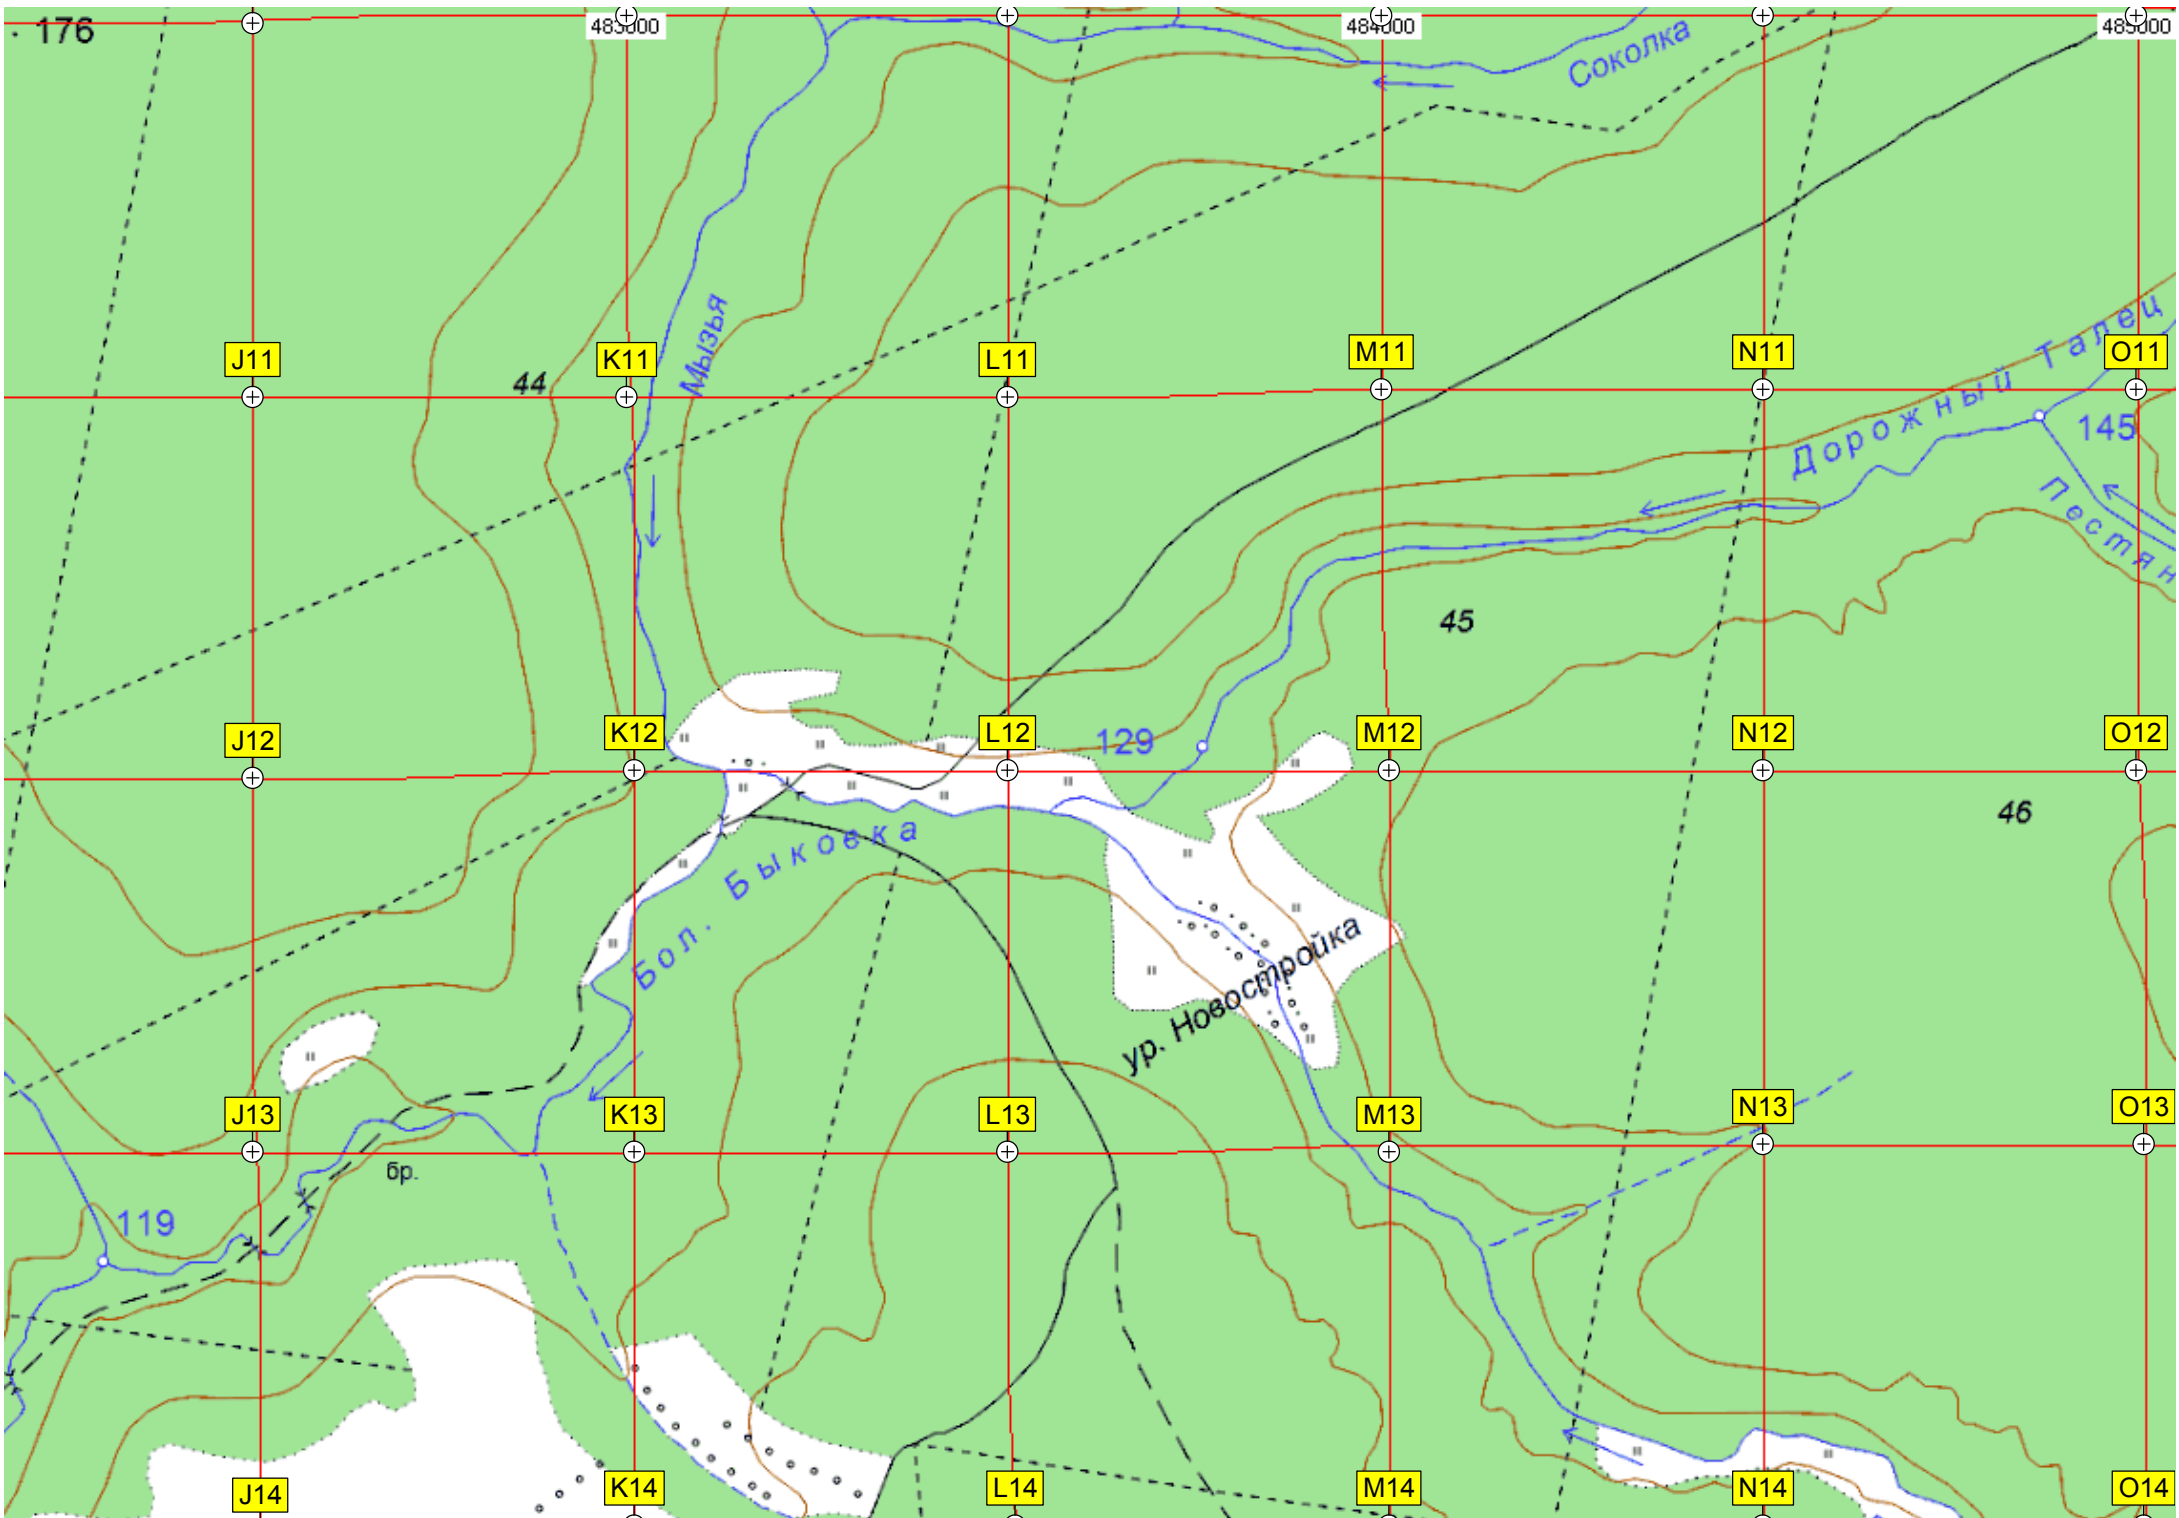 176
483000
484000
485000
Соколка
Мызья
J11
44
K11
L11
M11
N11
O11
Дорожный Талец
145
Пестян
45
J12
K12
L12
129
M12
N12
O12
46
Бол. Быковка
ур. Новостройка
J13
K13
L13
M13
N13
O13
бр.
119
J14
K14
L14
M14
N14
O14